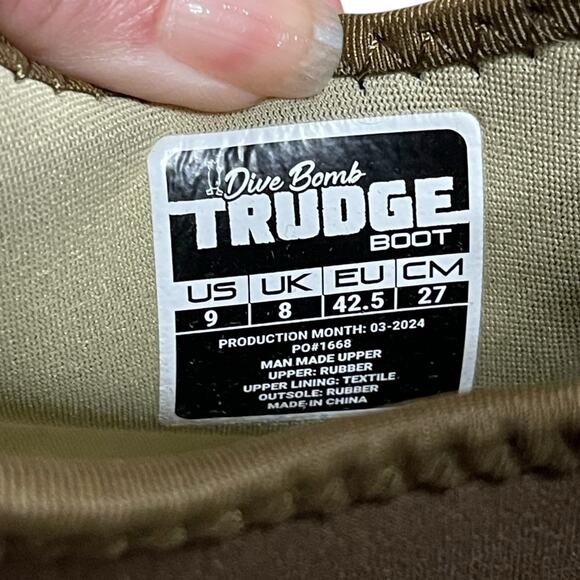 Dive Bomb
TRUDGE
BOOT
US UK EU CM
9 8 42.5 27
PRODUCTION MONTH: 03-2024
PO#1668
MAN MADE UPPER
UPPER: RUBBER
UPPER LINING: TEXTILE
OUTSOLE: RUBBER
MADE IN CHINA